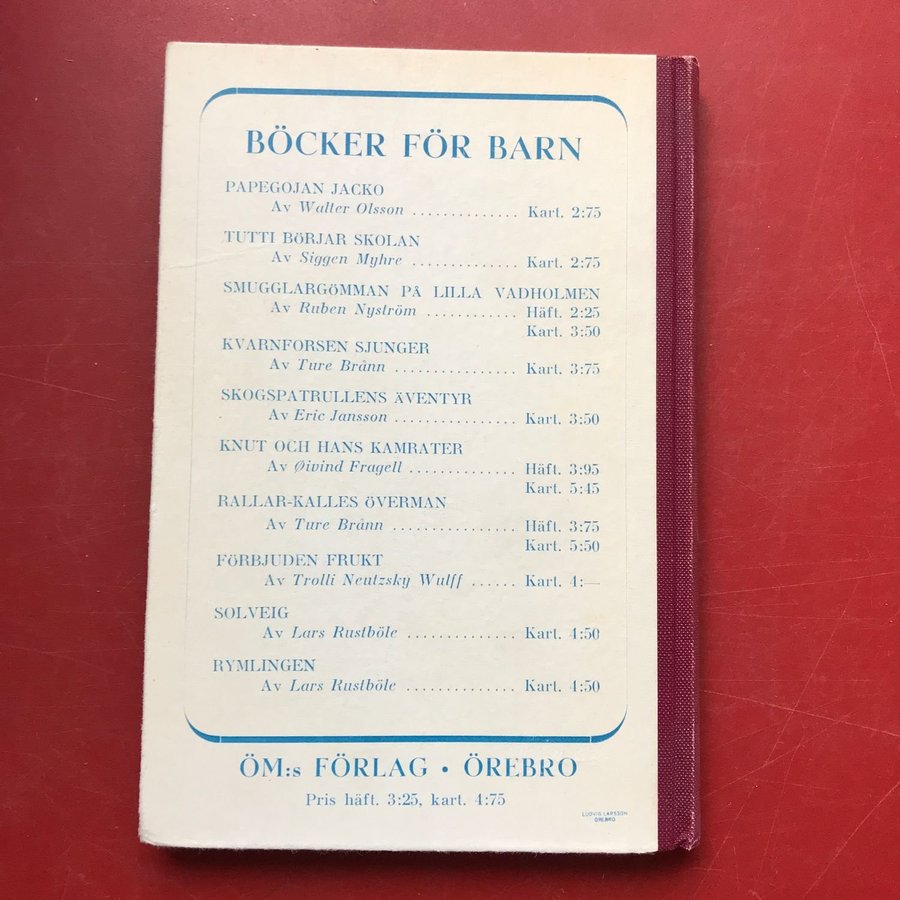 BÖCKER FÖR BARN
PAPEGOJAN JACKO
Av Walter Olsson .............. Kart. 2:75
TUTTI BÖRJAR SKOLAN
Av Siggen Myhre .............. Kart. 2:75
SMUGGLARGÖMMAN PÅ LILLA VADHOLMEN
Av Ruben Nyström ............ Häft. 2:25
Kart. 3:50
KVARNFORSEN SJUNGER
Av Ture Brånn ................ Kart. 3:75
SKOGSPATRULLENS ÄVENTYR
Av Eric Jansson ................ Kart. 3:50
KNUT OCH HANS KAMRATER
Av Øivind Fragell .............. Häft. 3:95
Kart. 5:45
RALLAR-KALLES ÖVERMAN
Av Ture Brånn ................ Häft. 3:75
Kart. 5:50
FÖRBJUDEN FRUKT
Av Trolli Neutzsky Wulff ...... Kart. 4:—
SOLVEIG
Av Lars Rustböle .............. Kart. 4:50
RYMLINGEN
Av Lars Rustböle .............. Kart. 4:50
ÖM:s FÖRLAG • ÖREBRO
Pris häft. 3:25, kart. 4:75
LUDVIG LARSSON
ÖREBRO